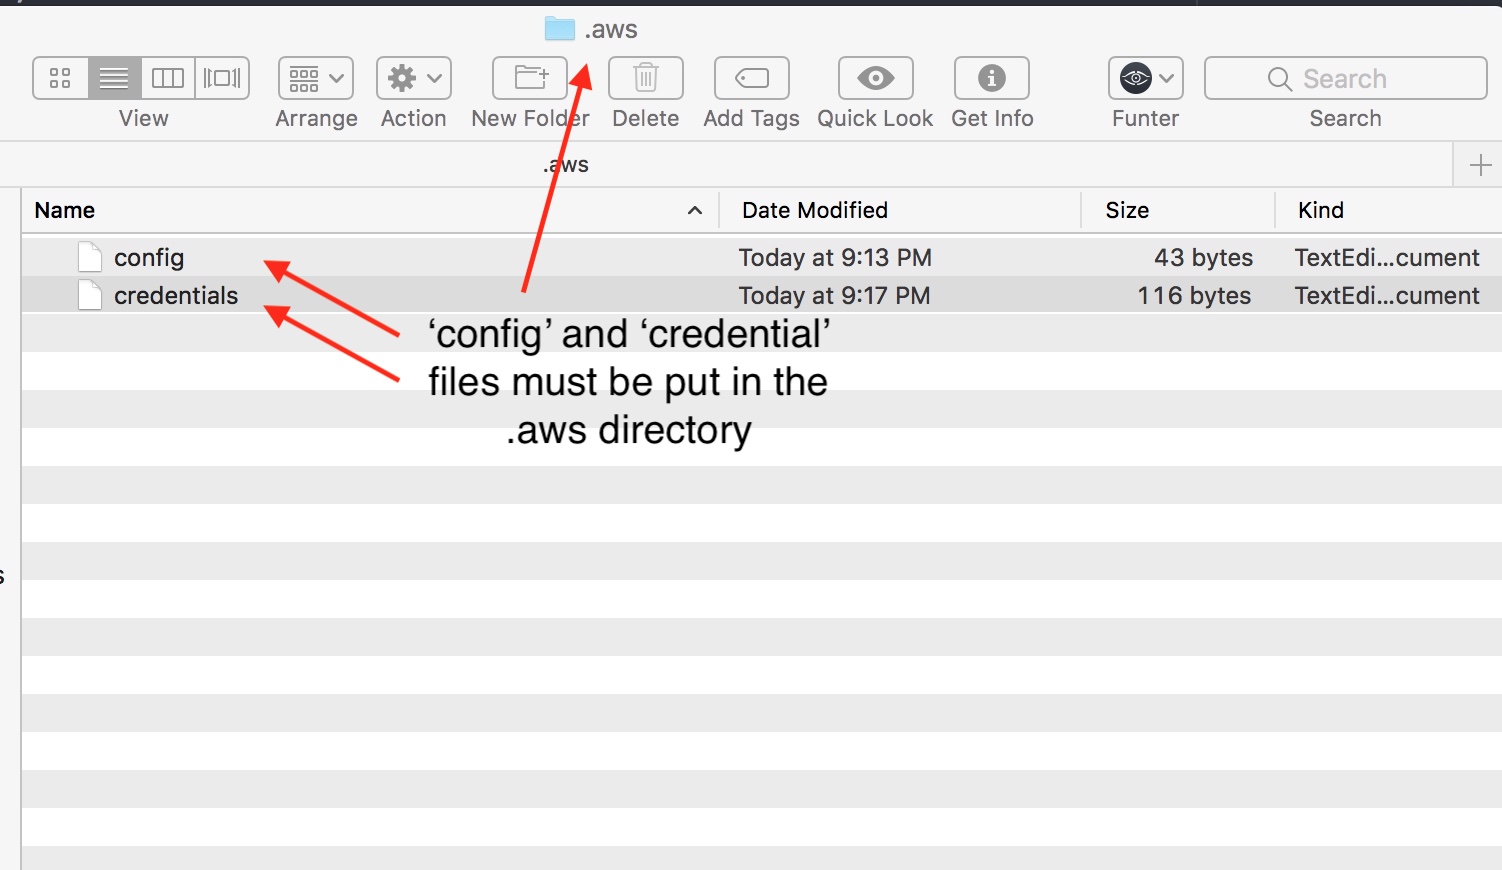 .aws
View
Arrange
Action
New Folder
Delete
Add Tags
Quick Look
Get Info
Funter
Search
Search
.aws
Name
Date Modified
Size
Kind
config
Today at 9:13 PM
43 bytes
TextEdi...cument
credentials
Today at 9:17 PM
116 bytes
TextEdi...cument
‘config’ and ‘credential’
files must be put in the
.aws directory
s